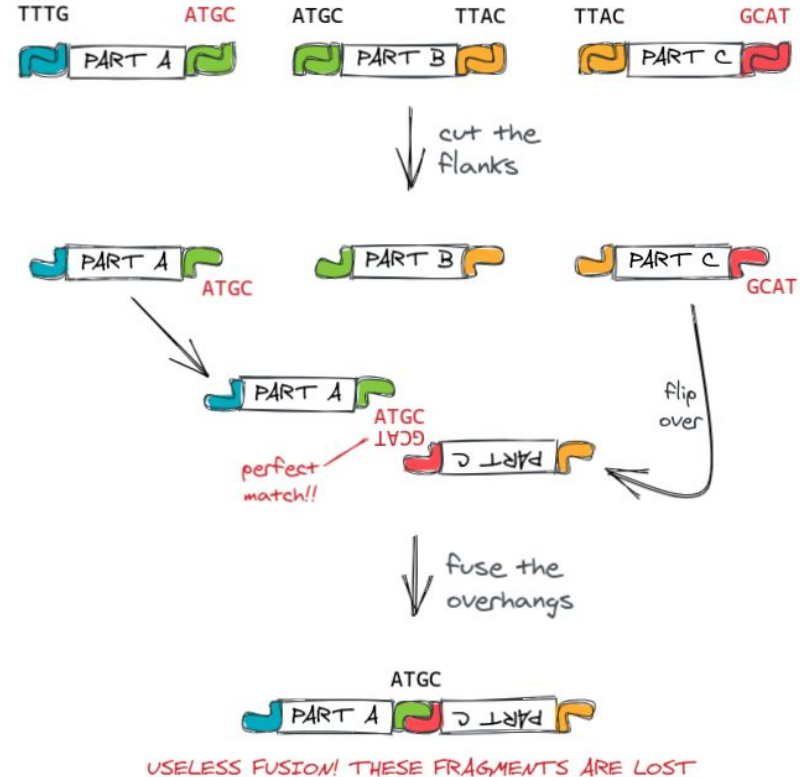 TTTG ATGC ATGC TTAC TTAC GCAT
PART A PART B PART C
cut the
flanks
PART A PART B PART C
ATGC GCAT
PART A
flip
over
ATGC
GCAT
PART C
perfect
match!!
fuse the
overhangs
ATGC
PART A PART C
USELESS FUSION! THESE FRAGMENTS ARE LOST